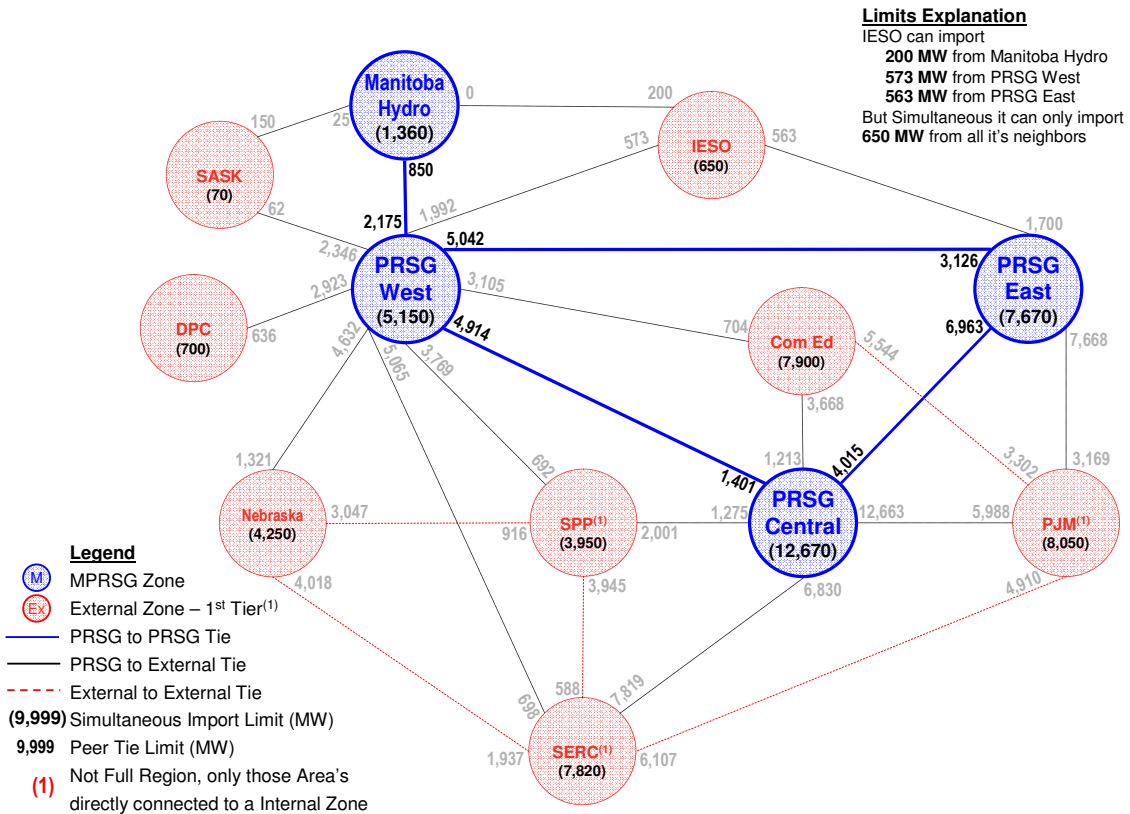 Limits Explanation
IESO can import
200 MW from Manitoba Hydro
573 MW from PRSG West
563 MW from PRSG East
But Simultaneous it can only import
650 MW from all it's neighbors
Manitoba
Hydro
(1,360)
0
200
150
25
573
IESO
(650)
563
SASK
(70)
850
62
2,175
1,992
1,700
2,346
5,042
3,126
PRSG
West
(5,150)
PRSG
East
(7,670)
2,923
3,105
DPC
(700)
636
4,914
704
Com Ed
(7,900)
5,544
6,963
7,668
4,632
5,065
3,769
3,668
1,321
692
1,213
4,015
3,302
3,169
1,401
Nebraska
(4,250)
3,047
916
SPP(1)
(3,950)
2,001
1,275
PRSG
Central
(12,670)
12,663
5,988
PJM(1)
(8,050)
4,018
3,945
6,830
4,910
588
698
7,819
1,937
SERC(1)
(7,820)
6,107
Legend
M MPRSG Zone
Ex External Zone – 1st Tier(1)
PRSG to PRSG Tie
PRSG to External Tie
External to External Tie
(9,999) Simultaneous Import Limit (MW)
9,999 Peer Tie Limit (MW)
(1) Not Full Region, only those Area's
directly connected to a Internal Zone